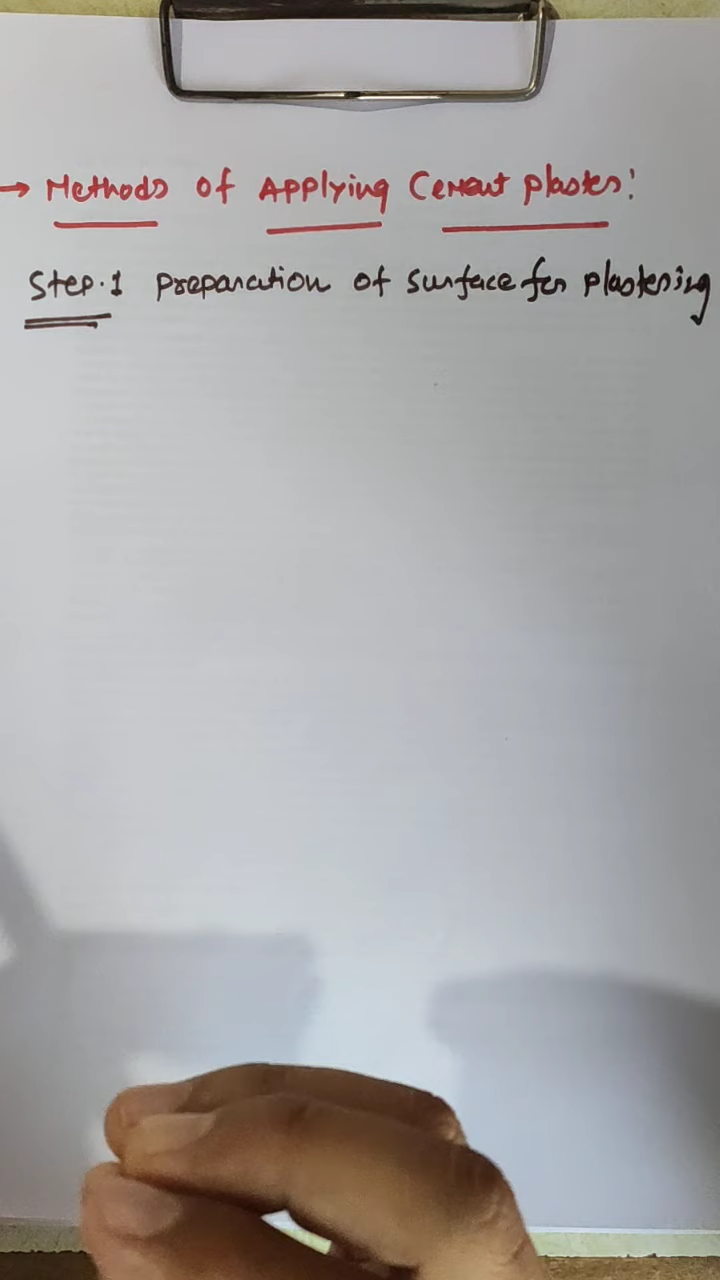 → Methods of Applying Cement plaster:
Step.1 preparation of surface for plastering